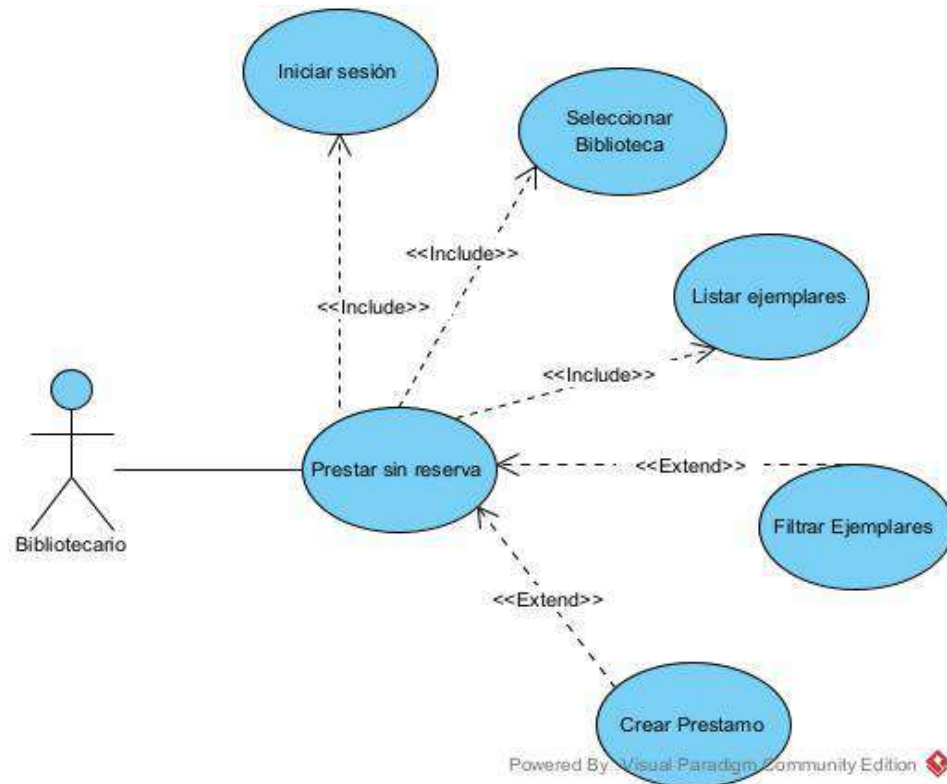 Iniciar sesión
Seleccionar
Biblioteca
<<Include>>
Listar ejemplares
<<Include>>
<<Include>>
Prestar sin reserva
<<Extend>>
Filtrar Ejemplares
Bibliotecario
<<Extend>>
Crear Prestamo
Powered By Visual Paradigm Community Edition